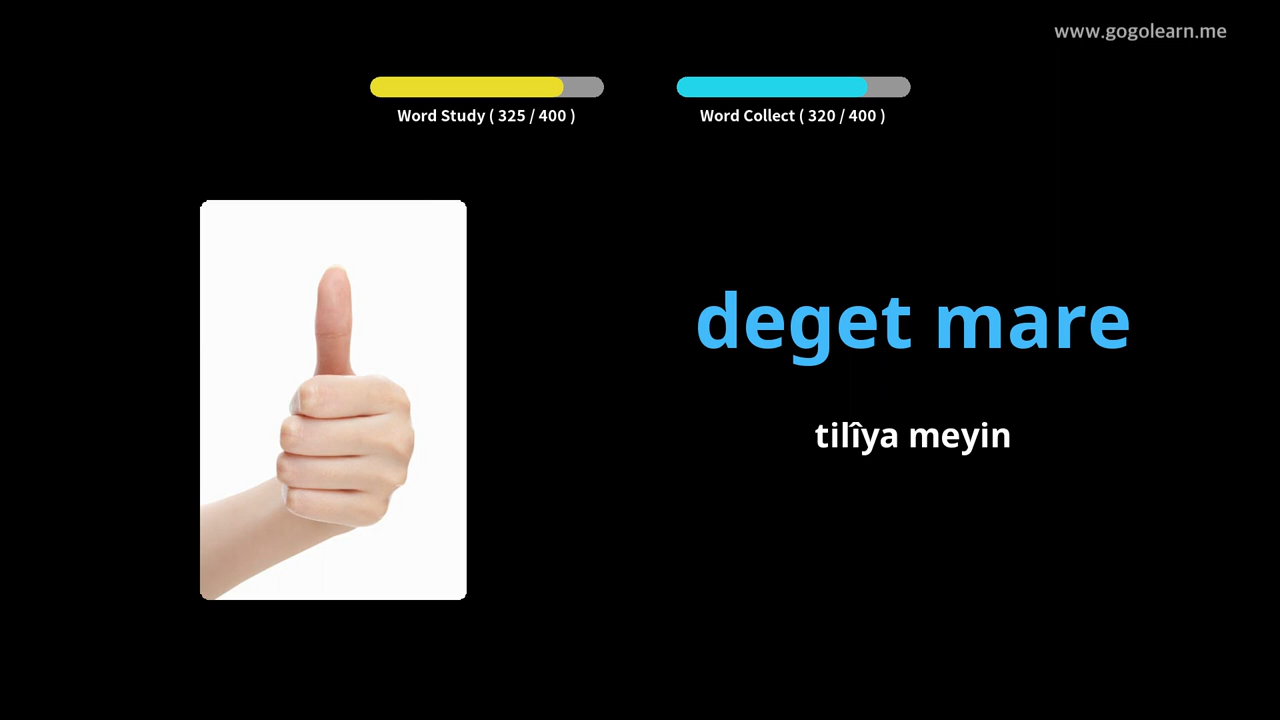 www.gogolearn.me
Word Study ( 325 / 400 )
Word Collect ( 320 / 400 )
deget mare
tilîya meyin